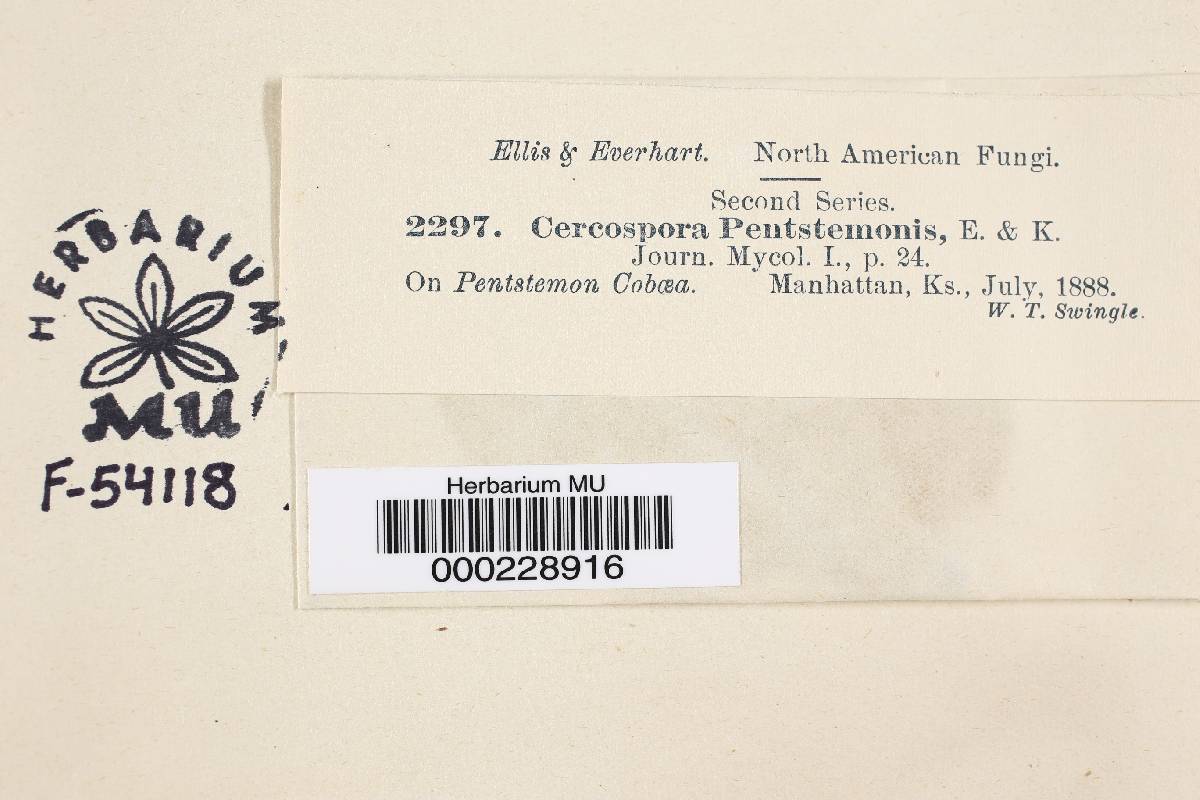 Ellis & Everhart. North American Fungi.
Second Series.
2297. Cercospora Pentstemonis, E. & K.
Journ. Mycol. I., p. 24.
On Pentstemon Cobæa. Manhattan, Ks., July, 1888.
W. T. Swingle.
HERBARIUM
MU
F-54118
Herbarium MU
000228916